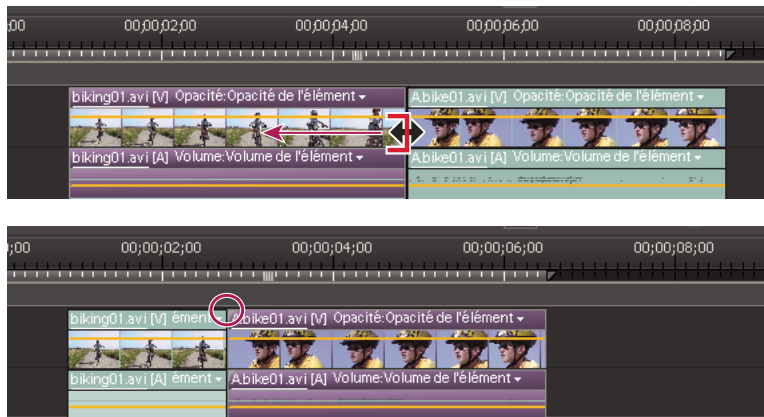 ;00 00;00;02;00 00;00;04;00 00;00;06;00 00;00;08;00
biking01.avi [V] Opacité:Opacité de l'élément A.bike01.avi [V] Opacité:Opacité de l'élément
biking01.avi [A] Volume:Volume de l'élément A.bike01.avi [A] Volume:Volume de l'élément
;00 00;00;02;00 00;00;04;00 00;00;06;00 00;00;08;00
biking01.avi [V] ément A.bike01.avi [V] Opacité:Opacité de l'élément
biking01.avi [A] ément A.bike01.avi [A] Volume:Volume de l'élément